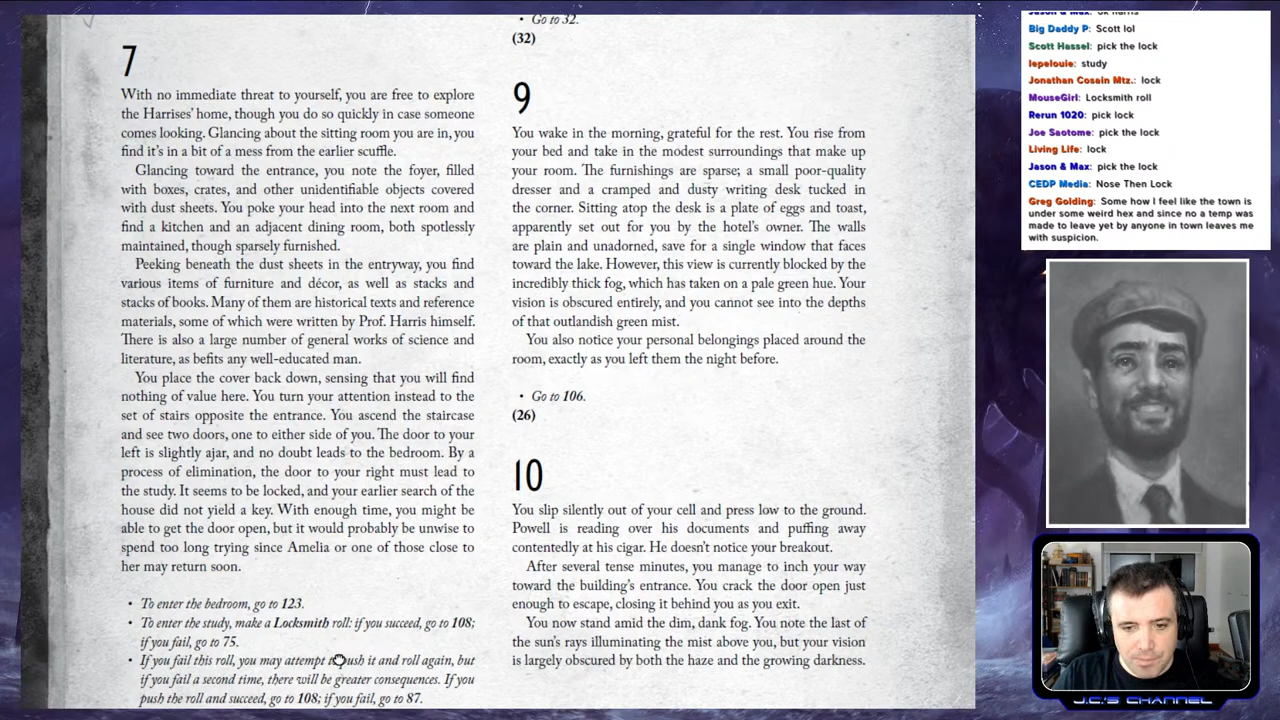 7
With no immediate threat to yourself, you are free to explore
the Harrises' home, though you do so quickly in case someone
comes looking. Glancing about the sitting room you are in, you
find it's in a bit of a mess from the earlier scuffle.
Glancing toward the entrance, you note the foyer, filled
with boxes, crates, and other unidentifiable objects covered
with dust sheets. You poke your head into the next room and
find a kitchen and an adjacent dining room, both spotlessly
maintained, though sparsely furnished.
Peeking beneath the dust sheets in the entryway, you find
various items of furniture and décor, as well as stacks and
stacks of books. Many of them are historical texts and reference
materials, some of which were written by Prof. Harris himself.
There is also a large number of general works of science and
literature, as befits any well-educated man.
You place the cover back down, sensing that you will find
nothing of value here. You turn your attention instead to the
set of stairs opposite the entrance. You ascend the staircase
and see two doors, one to either side of you. The door to your
left is slightly ajar, and no doubt leads to the bedroom. By a
process of elimination, the door to your right must lead to
the study. It seems to be locked, and your earlier search of the
house did not yield a key. With enough time, you might be
able to get the door open, but it would probably be unwise to
spend too long trying since Amelia or one of those close to
her may return soon.
• To enter the bedroom, go to 123.
• To enter the study, make a Locksmith roll: if you succeed, go to 108;
if you fail, go to 75.
• If you fail this roll, you may attempt to push it and roll again, but
if you fail a second time, there will be greater consequences. If you
push the roll and succeed, go to 108; if you fail, go to 87.
• Go to 32.
(32)
9
You wake in the morning, grateful for the rest. You rise from
your bed and take in the modest surroundings that make up
your room. The furnishings are sparse; a small poor-quality
dresser and a cramped and dusty writing desk tucked in
the corner. Sitting atop the desk is a plate of eggs and toast,
apparently set out for you by the hotel's owner. The walls
are plain and unadorned, save for a single window that faces
toward the lake. However, this view is currently blocked by the
incredibly thick fog, which has taken on a pale green hue. Your
vision is obscured entirely, and you cannot see into the depths
of that outlandish green mist.
You also notice your personal belongings placed around the
room, exactly as you left them the night before.
• Go to 106.
(26)
10
You slip silently out of your cell and press low to the ground.
Powell is reading over his documents and puffing away
contentedly at his cigar. He doesn't notice your breakout.
After several tense minutes, you manage to inch your way
toward the building's entrance. You crack the door open just
enough to escape, closing it behind you as you exit.
You now stand amid the dim, dank fog. You note the last of
the sun's rays illuminating the mist above you, but your vision
is largely obscured by both the haze and the growing darkness.
Big Daddy P: Scott lol
Scott Hassel: pick the lock
lepelouie: study
Jonathan Cosain Mtz.: lock
MouseGirl: Locksmith roll
Rerun 1020: pick lock
Joe Saotome: pick the lock
Living Life: lock
Jason & Max: pick the lock
CEDP Media: Nose Then Lock
Greg Golding: Some how I feel like the town is
under some weird hex and since no a temp was
made to leave yet by anyone in town leaves me
with suspicion.
J.C.'S CHANNEL